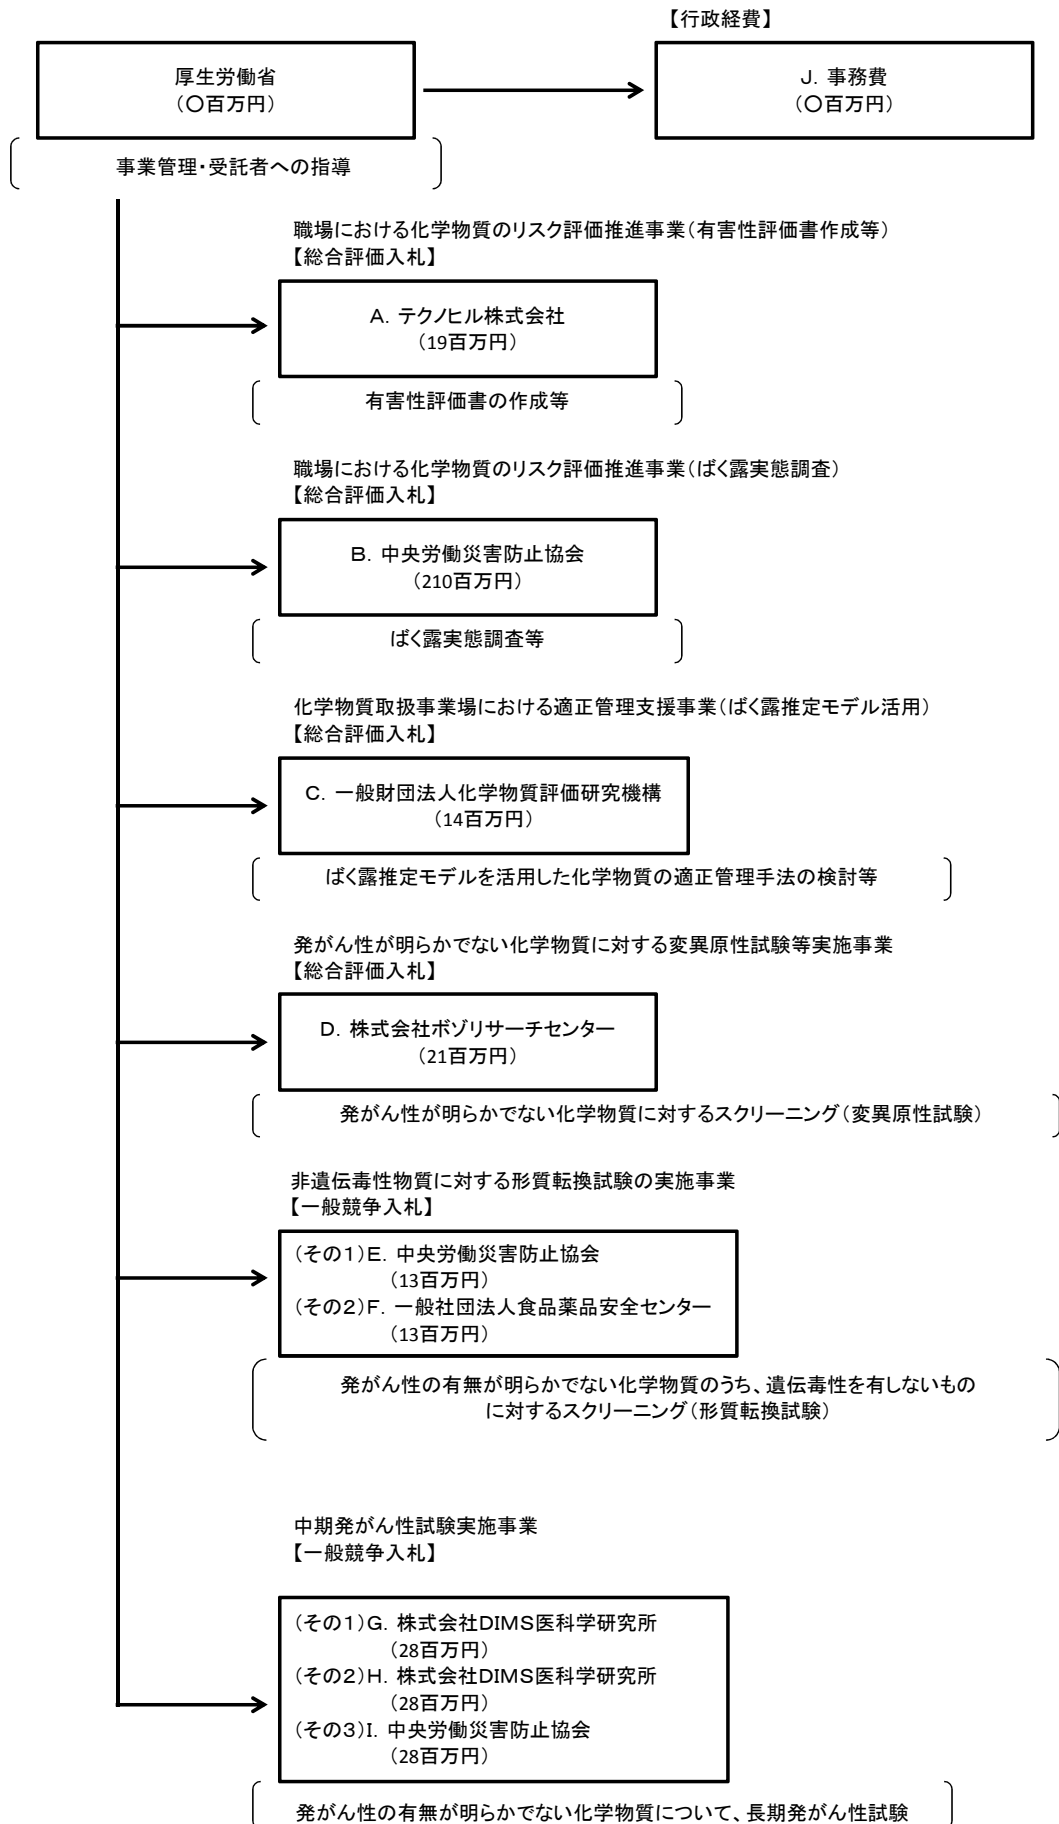 【行政経費】
厚生労働省
（〇百万円）
J．事務費
（〇百万円）
事業管理・受託者への指導
職場における化学物質のリスク評価推進事業（有害性評価書作成等）
【総合評価入札】
A．テクノヒル株式会社
（19百万円）
有害性評価書の作成等
職場における化学物質のリスク評価推進事業（ばく露実態調査）
【総合評価入札】
B．中央労働災害防止協会
（210百万円）
ばく露実態調査等
化学物質取扱事業場における適正管理支援事業（ばく露推定モデル活用）
【総合評価入札】
C．一般財団法人化学物質評価研究機構
（14百万円）
ばく露推定モデルを活用した化学物質の適正管理手法の検討等
発がん性が明らかでない化学物質に対する変異原性試験等実施事業
【総合評価入札】
D．株式会社ボゾリサーチセンター
（21百万円）
発がん性が明らかでない化学物質に対するスクリーニング（変異原性試験）
非遺伝毒性物質に対する形質転換試験の実施事業
【一般競争入札】
（その１）E．中央労働災害防止協会
（13百万円）
（その２）F．一般社団法人食品薬品安全センター
（13百万円）
発がん性の有無が明らかでない化学物質のうち、遺伝毒性を有しないもの
に対するスクリーニング（形質転換試験）
中期発がん性試験実施事業
【一般競争入札】
（その１）G．株式会社DIMS医科学研究所
（28百万円）
（その２）H．株式会社DIMS医科学研究所
（28百万円）
（その３）I．中央労働災害防止協会
（28百万円）
発がん性の有無が明らかでない化学物質について、長期発がん性試験